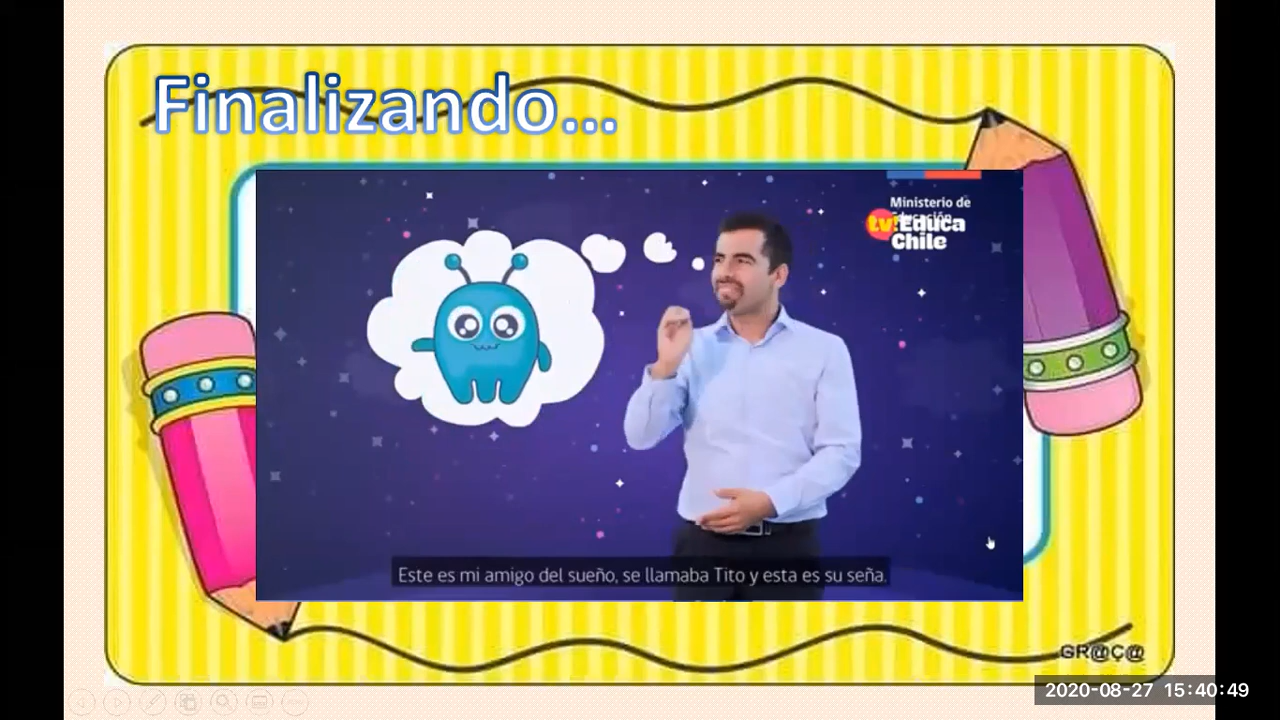 Finalizando...
Ministerio de
Educación
tv!Educa
Chile
Este es mi amigo del sueño, se llamaba Tito y esta es su seña.
GR@Ç@
2020-08-27 15:40:49